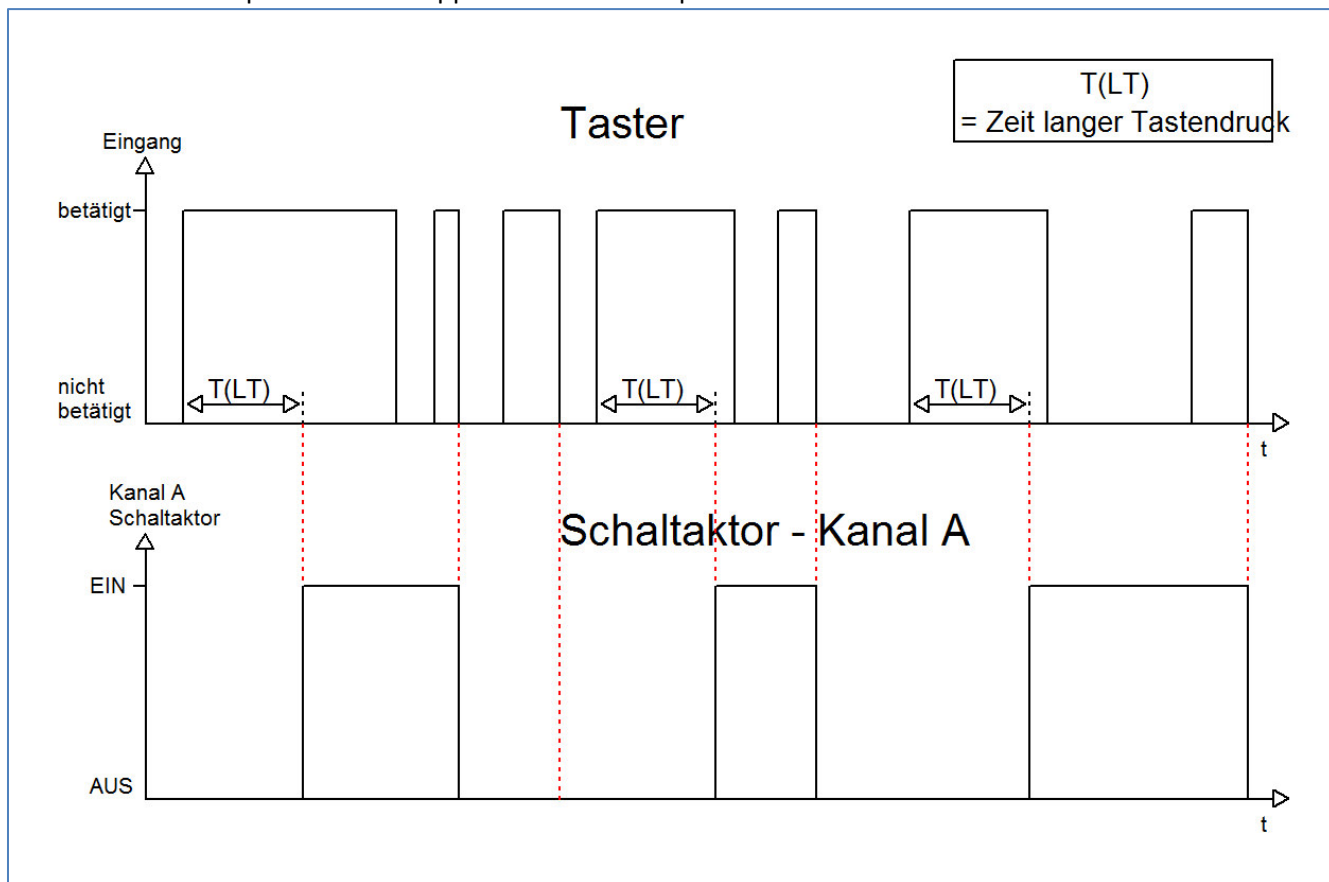 T(LT)
= Zeit langer Tastendruck
Taster
Eingang
betätigt
nicht
betätigt
T(LT)
T(LT)
T(LT)
t
Kanal A
Schaltaktor
Schaltaktor - Kanal A
EIN
AUS
t